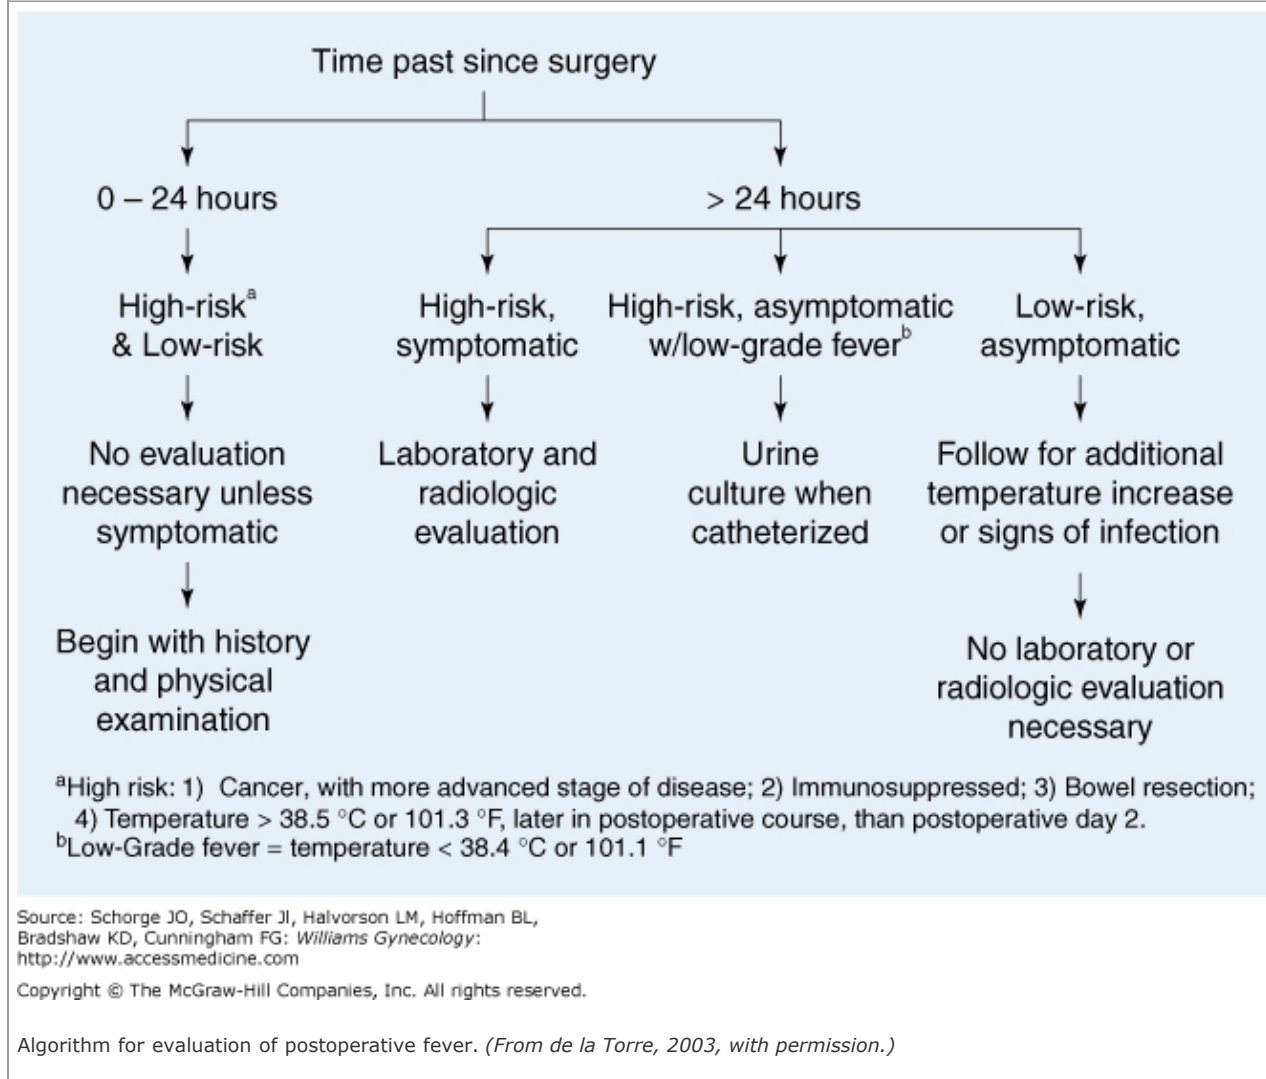 Time past since surgery
0 – 24 hours
> 24 hours
High-riskᵃ
& Low-risk
High-risk,
symptomatic
High-risk, asymptomatic
w/low-grade feverᵇ
Low-risk,
asymptomatic
No evaluation
necessary unless
symptomatic
Laboratory and
radiologic
evaluation
Urine
culture when
catheterized
Follow for additional
temperature increase
or signs of infection
Begin with history
and physical
examination
No laboratory or
radiologic evaluation
necessary
ᵃHigh risk: 1) Cancer, with more advanced stage of disease; 2) Immunosuppressed; 3) Bowel resection;
4) Temperature > 38.5 °C or 101.3 °F, later in postoperative course, than postoperative day 2.
ᵇLow-Grade fever = temperature < 38.4 °C or 101.1 °F
Source: Schorge JO, Schaffer JI, Halvorson LM, Hoffman BL,
Bradshaw KD, Cunningham FG: Williams Gynecology:
http://www.accessmedicine.com
Copyright © The McGraw-Hill Companies, Inc. All rights reserved.
Algorithm for evaluation of postoperative fever. (From de la Torre, 2003, with permission.)